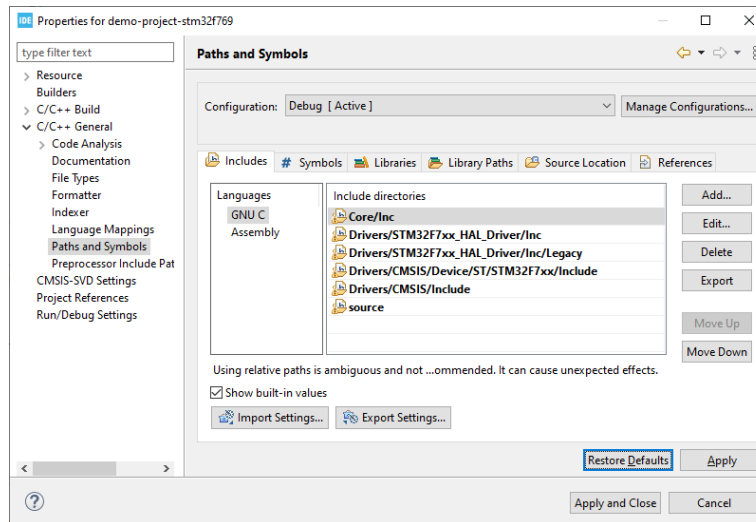 IDE Properties for demo-project-stm32f769
type filter text
Paths and Symbols
Resource
Builders
C/C++ Build
C/C++ General
Code Analysis
Documentation
File Types
Formatter
Indexer
Language Mappings
Paths and Symbols
Preprocessor Include Pat
CMSIS-SVD Settings
Project References
Run/Debug Settings
Configuration: Debug [ Active ] Manage Configurations...
Includes # Symbols Libraries Library Paths Source Location References
Languages
GNU C
Assembly
Include directories
Core/Inc
Drivers/STM32F7xx_HAL_Driver/Inc
Drivers/STM32F7xx_HAL_Driver/Inc/Legacy
Drivers/CMSIS/Device/ST/STM32F7xx/Include
Drivers/CMSIS/Include
source
Add...
Edit...
Delete
Export
Move Up
Move Down
Using relative paths is ambiguous and not ...ommended. It can cause unexpected effects.
Show built-in values
Import Settings... Export Settings...
Restore Defaults Apply
? Apply and Close Cancel